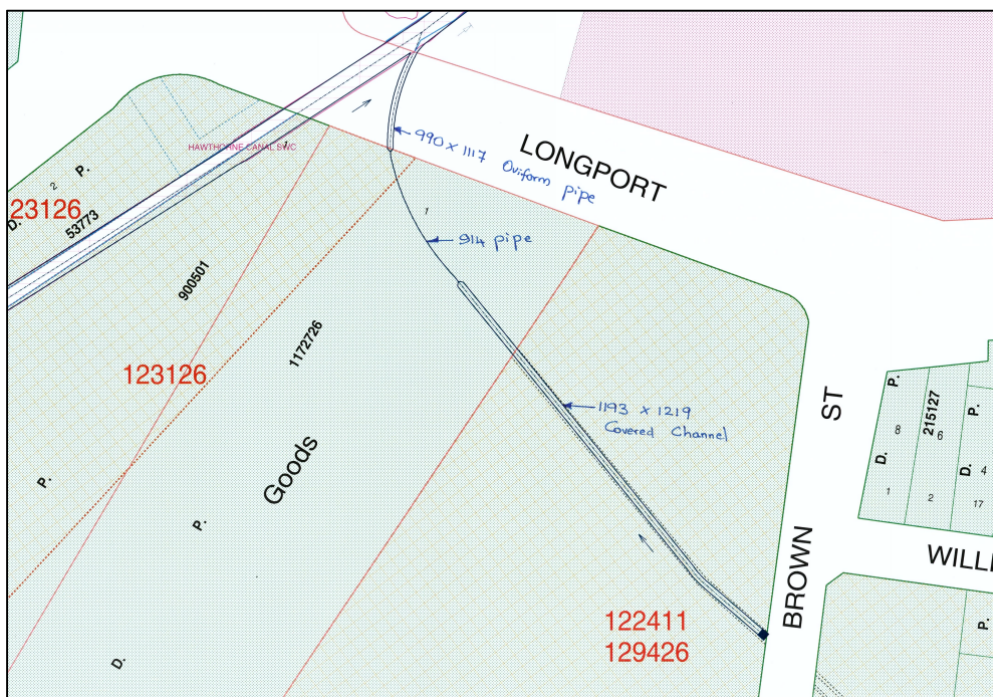 HAWTHORNE CANAL SWC
990 x 1117
Oviform pipe
LONGPORT
2
P.
D.
23126
53773
1
914 pipe
900501
1172726
123126
1193 x 1219
Covered Channel
ST
P.
8
215127
6
P.
D.
D.
4
1
2
17
Goods
P.
P.
WILLI
BROWN
122411
129426
P.
D.